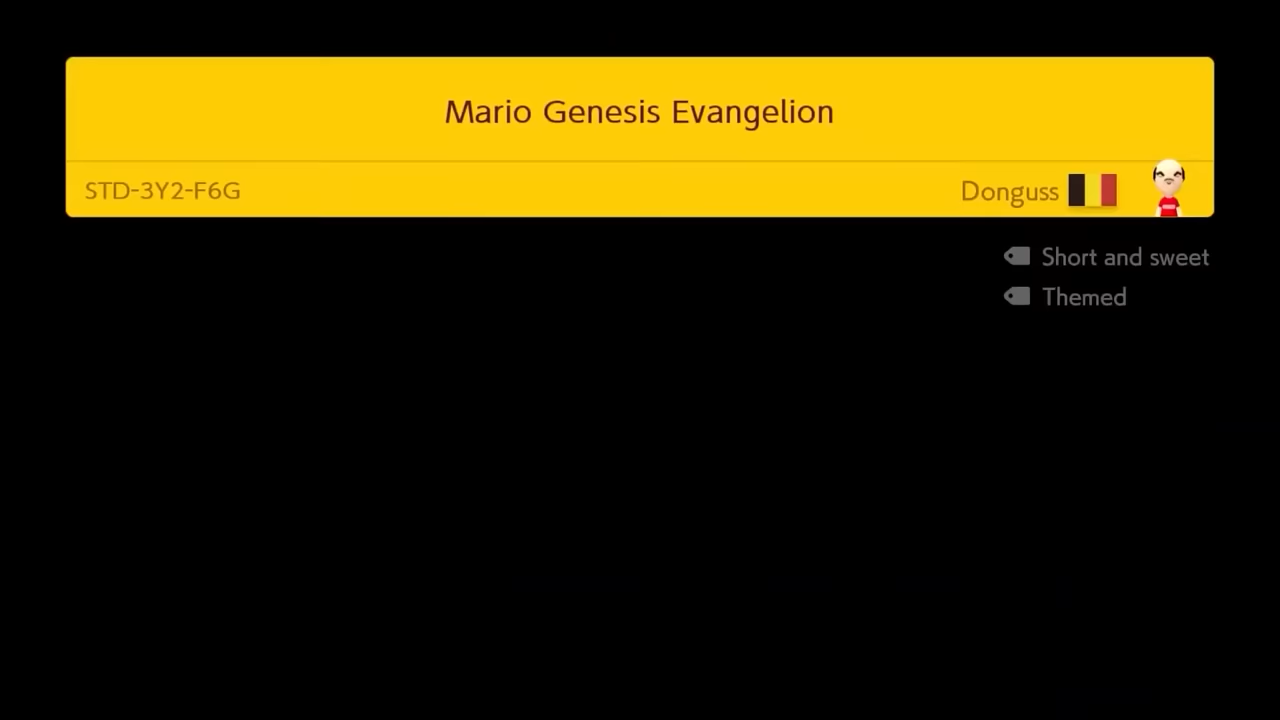 Mario Genesis Evangelion
STD-3Y2-F6G
Donguss
Short and sweet
Themed